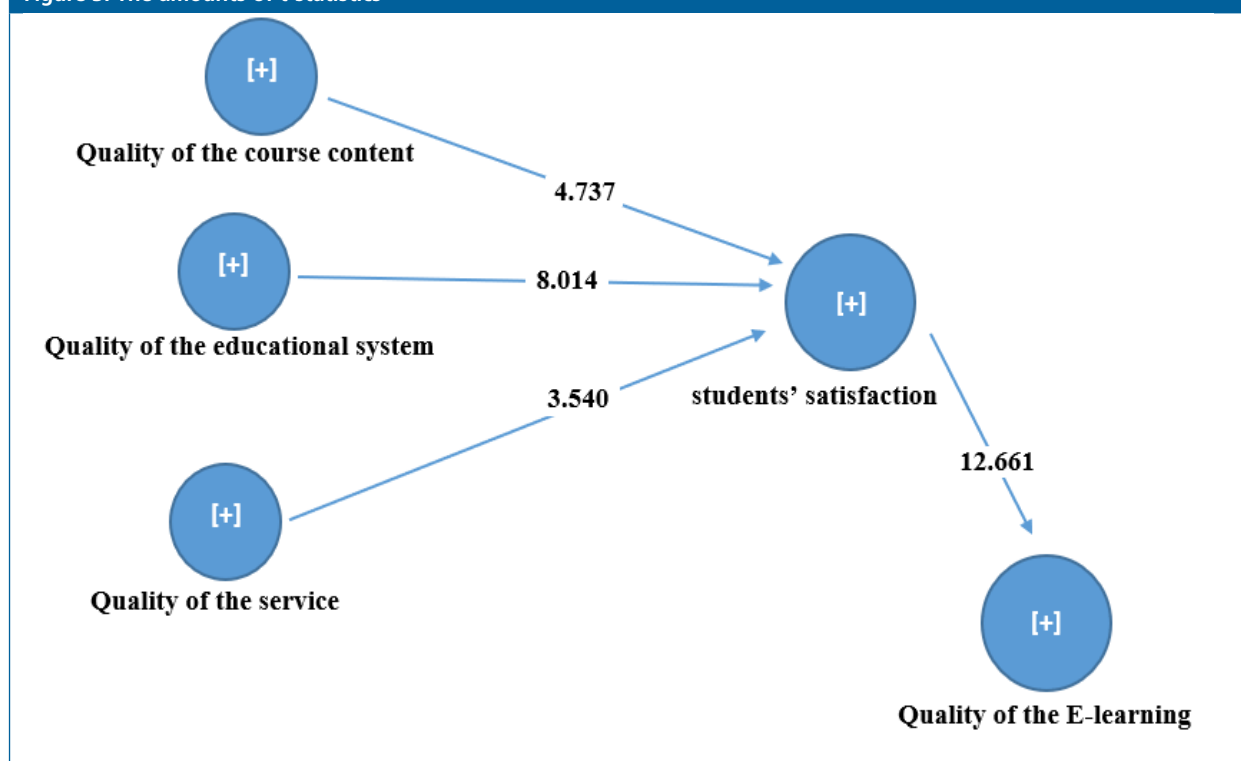 [+]
Quality of the course content
4.737
[+]
Quality of the educational system
8.014
[+]
students’ satisfaction
3.540
[+]
Quality of the service
12.661
[+]
Quality of the E-learning